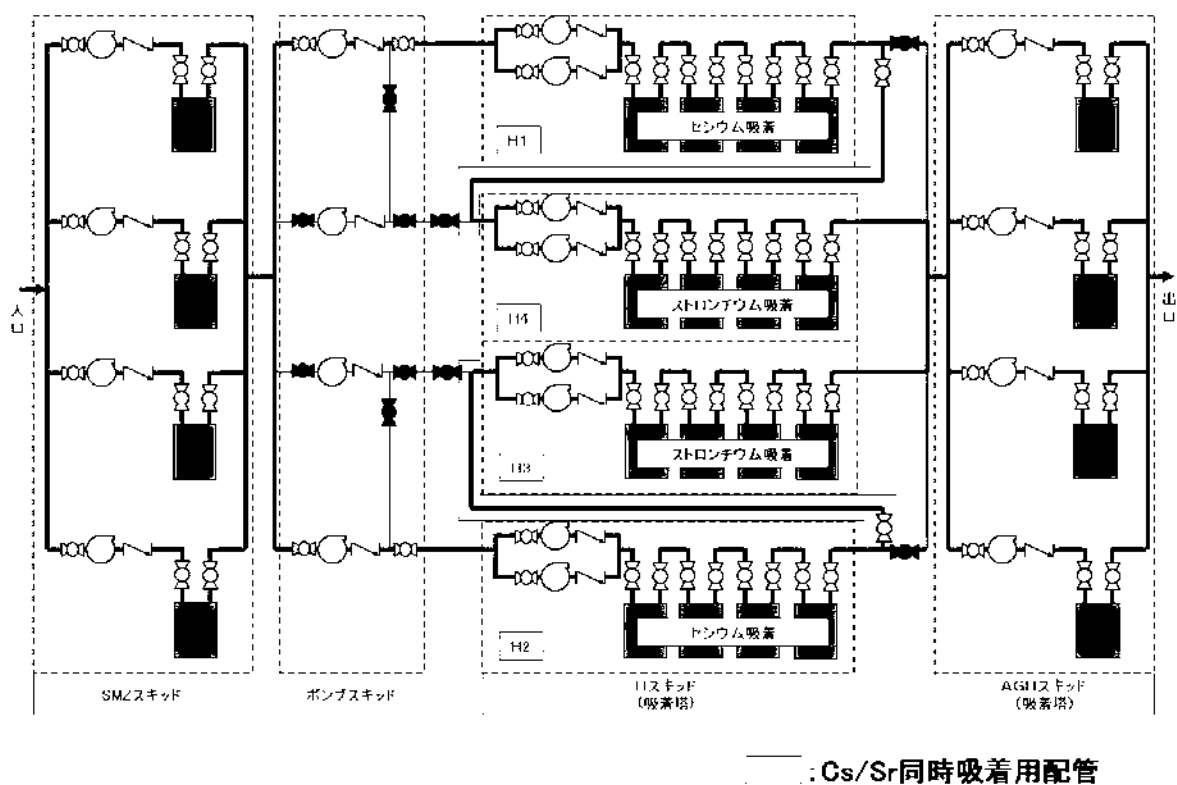 セシウム吸着
H1
ストロンチウム吸着
H4
入口
出口
ストロンチウム吸着
H3
セシウム吸着
H2
SMZスキッド
ポンプスキッド
Hスキッド
(吸着塔)
AGHスキッド
(吸着塔)
:Cs/Sr同時吸着用配管